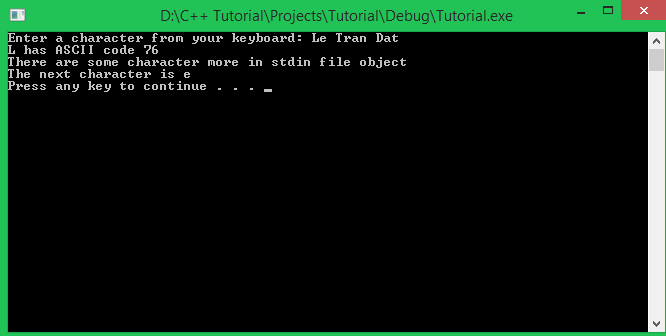 D:\C++ Tutorial\Projects\Tutorial\Debug\Tutorial.exe
Enter a character from your keyboard: Le Tran Dat
L has ASCII code 76
There are some character more in stdin file object
The next character is e
Press any key to continue . . . _